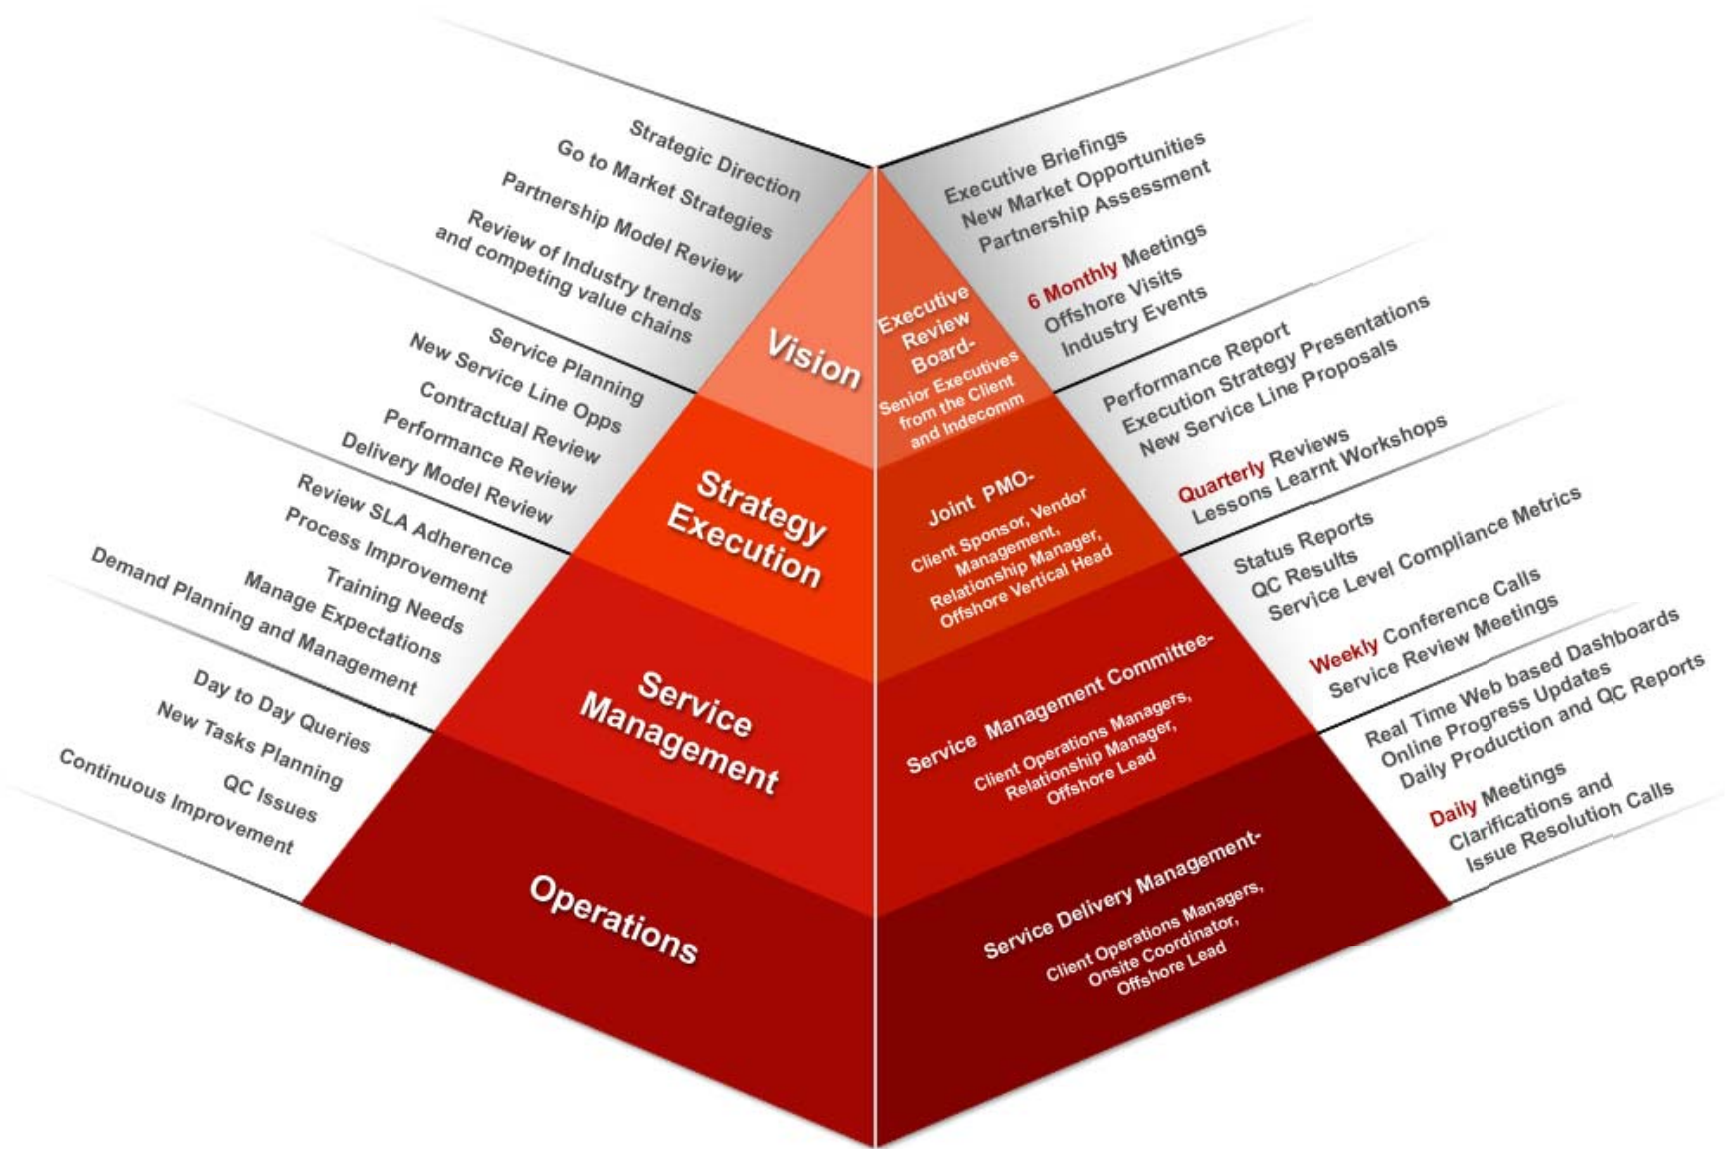 Strategic Direction
Go to Market Strategies
Partnership Model Review
Review of Industry trends
and competing value chains
Vision
Executive
Review
Board-
Senior Executives
from the Client
and Indecomm
Executive Briefings
New Market Opportunities
Partnership Assessment
6 Monthly Meetings
Offshore Visits
Industry Events
Service Planning
New Service Line Opps
Contractual Review
Performance Review
Delivery Model Review
Strategy
Execution
Joint PMO-
Client Sponsor, Vendor
Management,
Relationship Manager,
Offshore Vertical Head
Performance Report
Execution Strategy Presentations
New Service Line Proposals
Quarterly Reviews
Lessons Learnt Workshops
Review SLA Adherence
Process Improvement
Training Needs
Manage Expectations
Demand Planning and Management
Service
Management
Service Management Committee-
Client Operations Managers,
Relationship Manager,
Offshore Lead
Status Reports
QC Results
Service Level Compliance Metrics
Weekly Conference Calls
Service Review Meetings
Day to Day Queries
New Tasks Planning
QC Issues
Continuous Improvement
Operations
Service Delivery Management-
Client Operations Managers,
Onsite Coordinator,
Offshore Lead
Real Time Web based Dashboards
Online Progress Updates
Daily Production and QC Reports
Daily Meetings
Clarifications and
Issue Resolution Calls